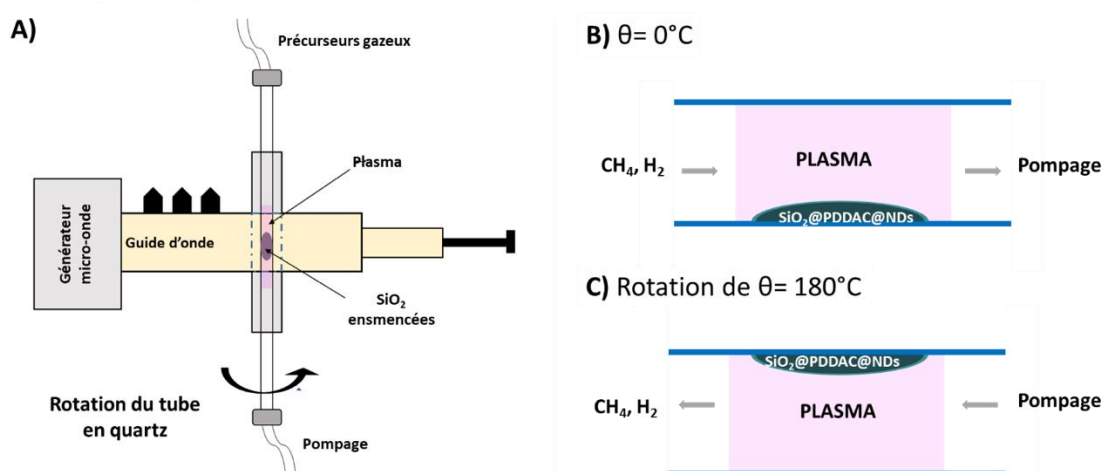 A)
Précurseurs gazeux
Plasma
Générateur
micro-onde
Guide d'onde
SiO2
ensmencées
Rotation du tube
en quartz
Pompage
B) θ= 0°C
CH4, H2
PLASMA
Pompage
SiO2@PDDAC@NDs
C) Rotation de θ= 180°C
SiO2@PDDAC@NDs
CH4, H2
PLASMA
Pompage